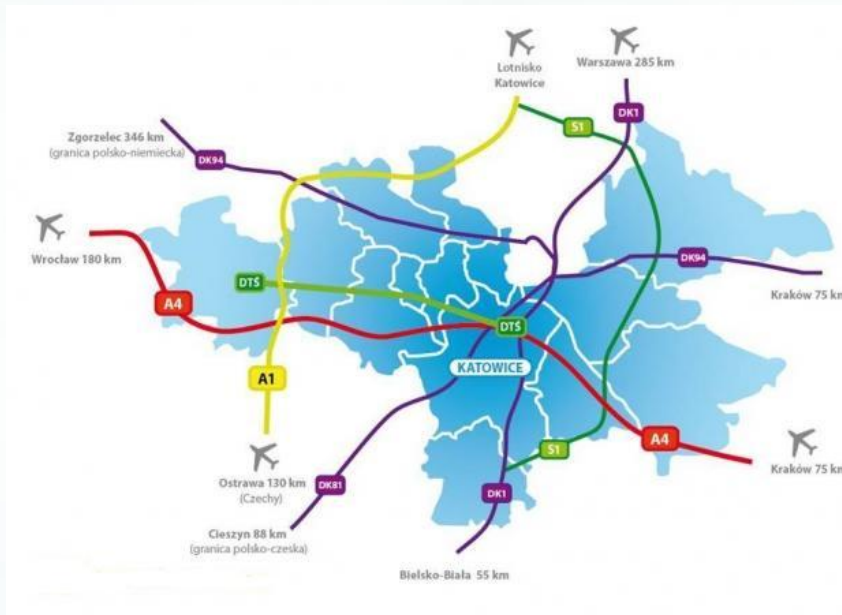 Lotnisko
Katowice
Warszawa 285 km
DK1
S1
Zgorzelec 346 km
(granica polsko-niemiecka)
DK94
Wrocław 180 km
DK94
DTŚ
Kraków 75 km
A4
DTŚ
KATOWICE
A1
A4
S1
Kraków 75 km
Ostrawa 130 km
(Czechy)
DK81
DK1
Cieszyn 88 km
(granica polsko-czeska)
Bielsko-Biała 55 km